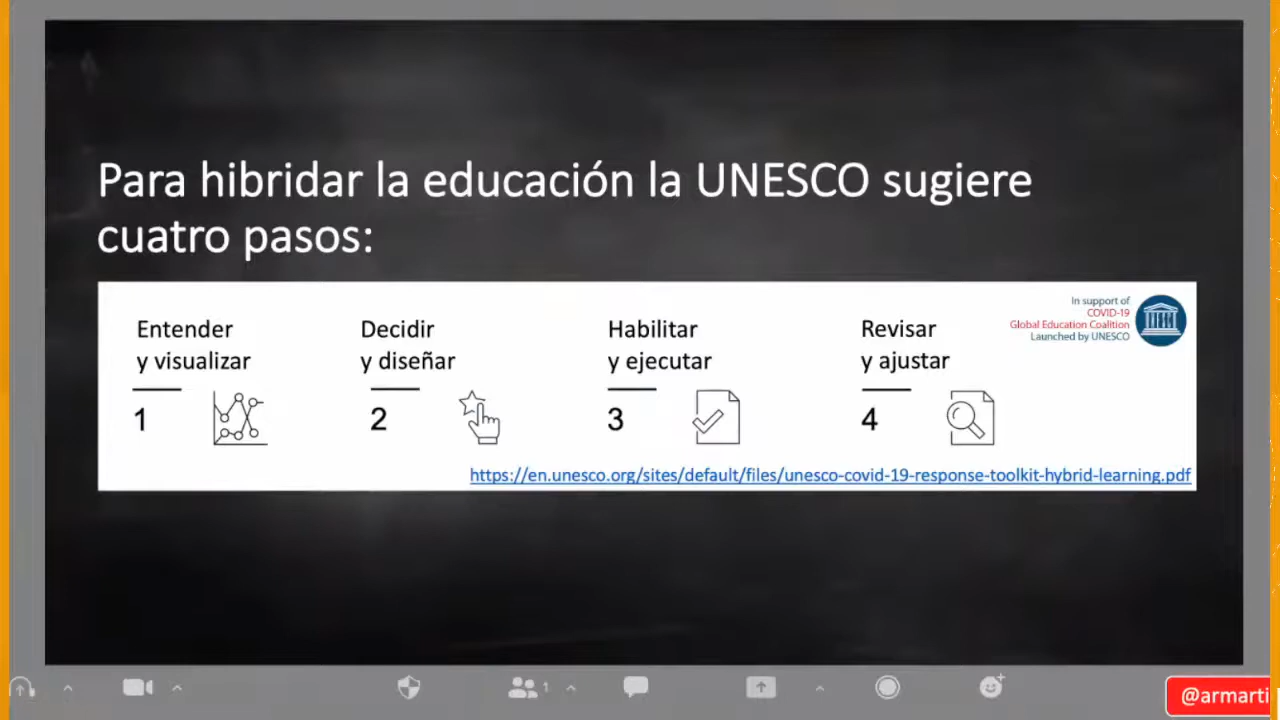 Para hibridar la educación la UNESCO sugiere
cuatro pasos:
Entender
y visualizar
1
Decidir
y diseñar
2
Habilitar
y ejecutar
3
Revisar
y ajustar
4
In support of
COVID-19
Global Education Coalition
Launched by UNESCO
https://en.unesco.org/sites/default/files/unesco-covid-19-response-toolkit-hybrid-learning.pdf
1
@armarti